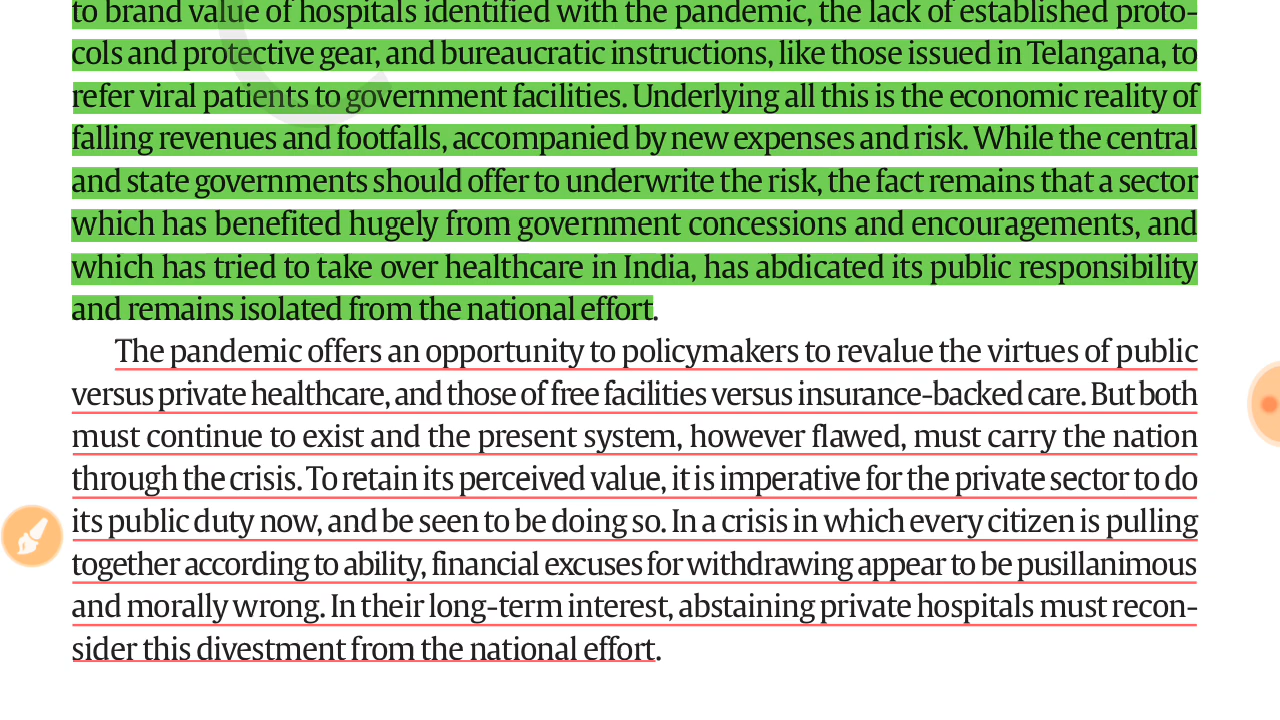 to brand value of hospitals identified with the pandemic, the lack of established proto-
cols and protective gear, and bureaucratic instructions, like those issued in Telangana, to
refer viral patients to government facilities. Underlying all this is the economic reality of
falling revenues and footfalls, accompanied by new expenses and risk. While the central
and state governments should offer to underwrite the risk, the fact remains that a sector
which has benefited hugely from government concessions and encouragements, and
which has tried to take over healthcare in India, has abdicated its public responsibility
and remains isolated from the national effort.
The pandemic offers an opportunity to policymakers to revalue the virtues of public
versus private healthcare, and those of free facilities versus insurance-backed care. But both
must continue to exist and the present system, however flawed, must carry the nation
through the crisis. To retain its perceived value, it is imperative for the private sector to do
its public duty now, and be seen to be doing so. In a crisis in which every citizen is pulling
together according to ability, financial excuses for withdrawing appear to be pusillanimous
and morally wrong. In their long-term interest, abstaining private hospitals must recon-
sider this divestment from the national effort.